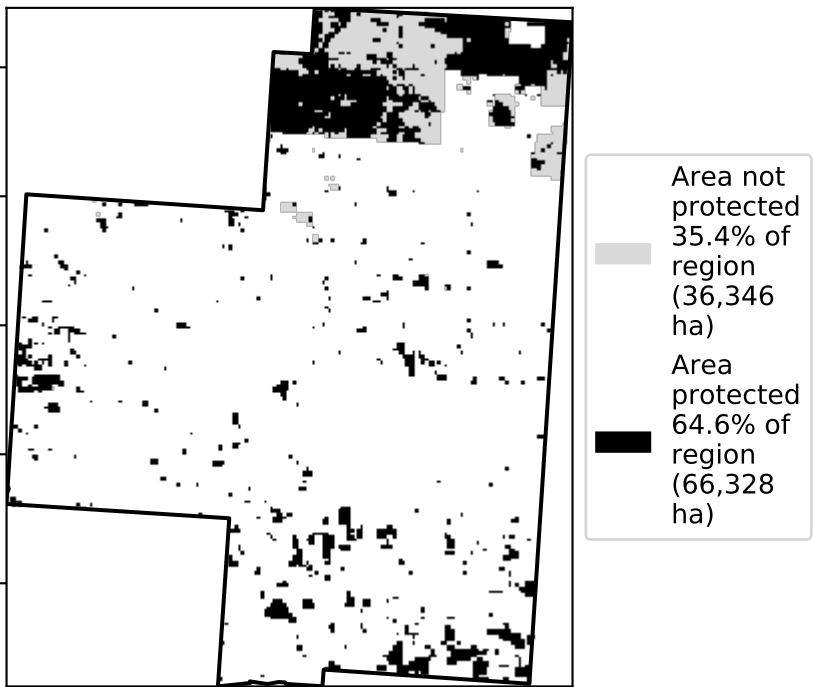 Area not
protected
35.4% of
region
(36,346
ha)
Area
protected
64.6% of
region
(66,328
ha)